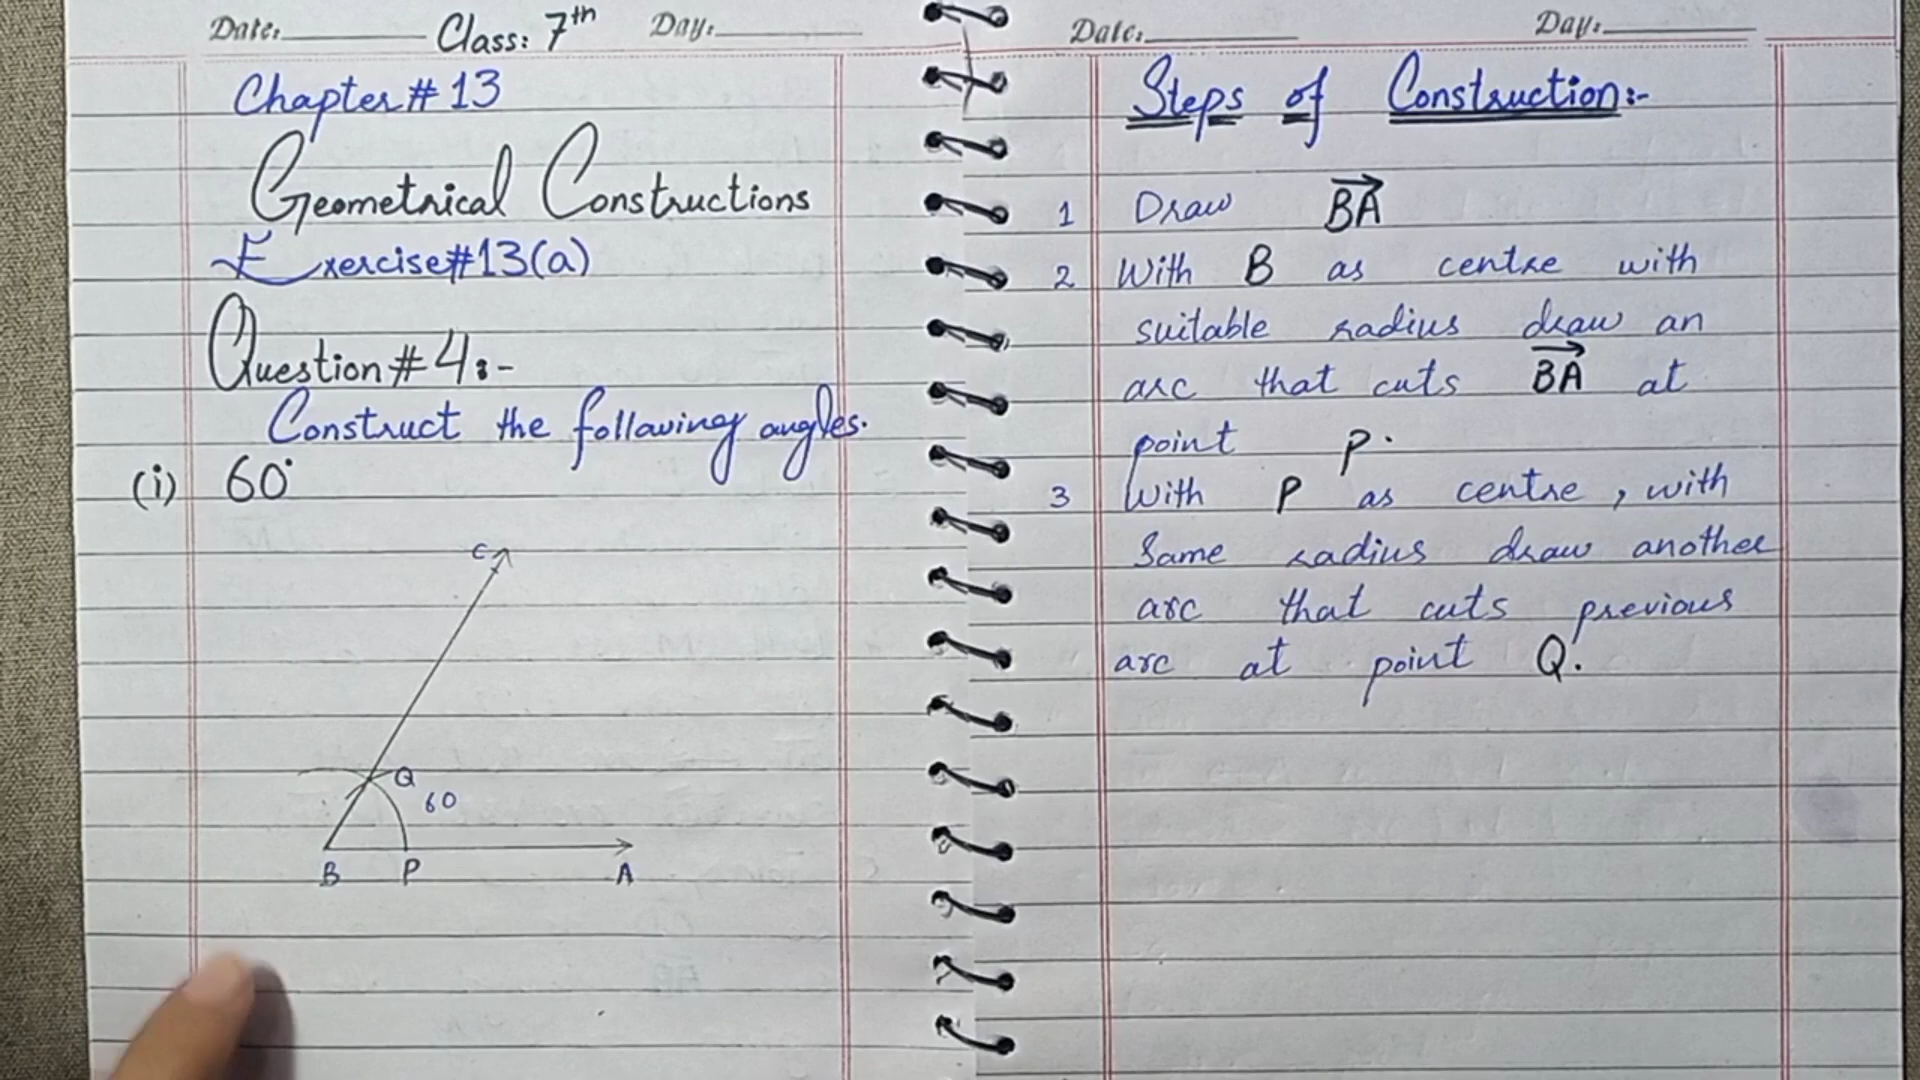 Date: Class: 7th Day:
Chapter # 13
Geometrical Constructions
Exercise#13(a)
Question # 4:-
Construct the following angles.
(i) 60°
C
Q
60
B P A
Date: Day:
Steps of Construction:-
1 Draw BA
2 With B as centre with
suitable radius draw an
arc that cuts BA at
point P.
3 With P as centre, with
Same radius draw another
arc that cuts previous
arc at point Q.